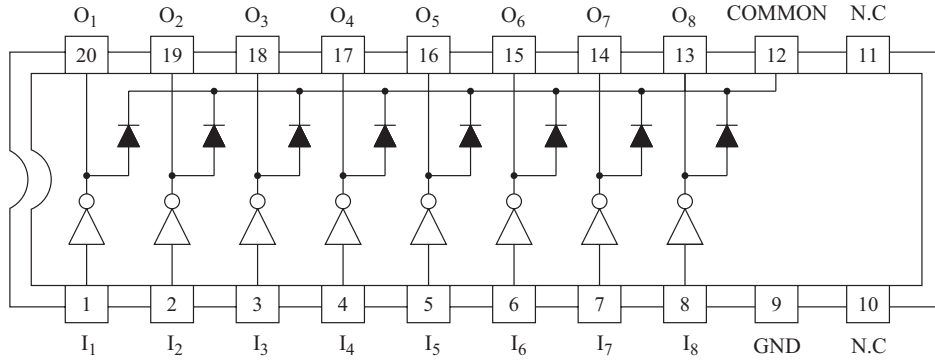 O₁ O₂ O₃ O₄ O₅ O₆ O₇ O₈ COMMON N.C
20 19 18 17 16 15 14 13 12 11
1 2 3 4 5 6 7 8 9 10
I₁ I₂ I₃ I₄ I₅ I₆ I₇ I₈ GND N.C